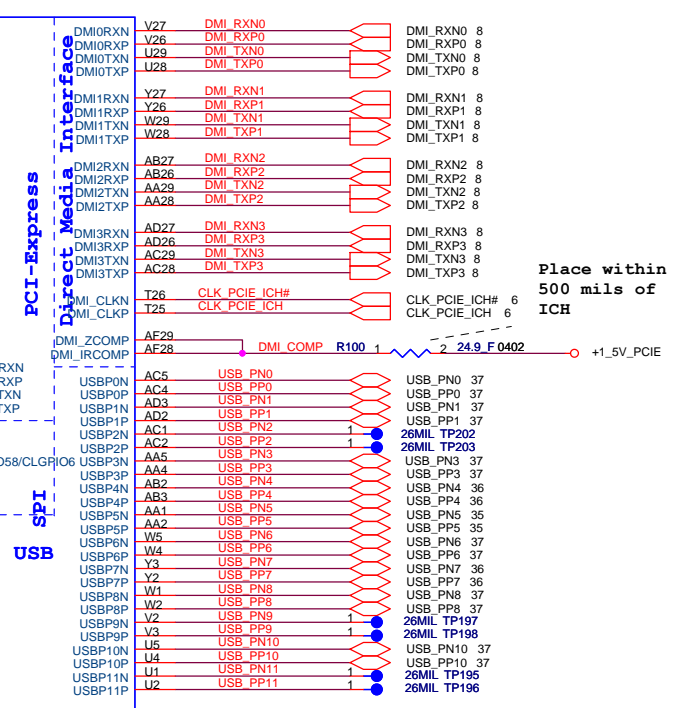 DMI0RXN V27 DMI_RXN0 DMI_RXN0 8
DMI0RXP V26 DMI_RXP0 DMI_RXP0 8
DMI0TXN U29 DMI_TXN0 DMI_TXN0 8
DMI0TXP U28 DMI_TXP0 DMI_TXP0 8
DMI1RXN Y27 DMI_RXN1 DMI_RXN1 8
DMI1RXP Y26 DMI_RXP1 DMI_RXP1 8
DMI1TXN W29 DMI_TXN1 DMI_TXN1 8
DMI1TXP W28 DMI_TXP1 DMI_TXP1 8
DMI2RXN AB27 DMI_RXN2 DMI_RXN2 8
DMI2RXP AB26 DMI_RXP2 DMI_RXP2 8
DMI2TXN AA29 DMI_TXN2 DMI_TXN2 8
DMI2TXP AA28 DMI_TXP2 DMI_TXP2 8
DMI3RXN AD27 DMI_RXN3 DMI_RXN3 8
DMI3RXP AD26 DMI_RXP3 DMI_RXP3 8
DMI3TXN AC29 DMI_TXN3 DMI_TXN3 8
DMI3TXP AC28 DMI_TXP3 DMI_TXP3 8
PCI-Express
Direct Media Interface
Place within
500 mils of
ICH
DMI_CLKN T26 CLK_PCIE_ICH# CLK_PCIE_ICH# 6
DMI_CLKP T25 CLK_PCIE_ICH CLK_PCIE_ICH 6
DMI_ZCOMP AF29
DMI_IRCOMP AF28 DMI_COMP R100 1 2 24.9_F 0402 +1_5V_PCIE
RXN
RXP
TXN
TXP
USBP0N AC5 USB_PN0 USB_PN0 37
USBP0P AC4 USB_PP0 USB_PP0 37
USBP1N AD3 USB_PN1 USB_PN1 37
USBP1P AD2 USB_PP1 USB_PP1 37
USBP2N AC1 USB_PN2 1 26MIL TP202
USBP2P AC2 USB_PP2 1 26MIL TP203
D58/CLGPIO6 USBP3N AA5 USB_PN3 USB_PN3 37
USBP3P AA4 USB_PP3 USB_PP3 37
USBP4N AB2 USB_PN4 USB_PN4 36
USBP4P AB3 USB_PP4 USB_PP4 36
USBP5N AA1 USB_PN5 USB_PN5 35
USBP5P AA2 USB_PP5 USB_PP5 35
SPI
USB
USBP6N W5 USB_PN6 USB_PN6 37
USBP6P W4 USB_PP6 USB_PP6 37
USBP7N Y3 USB_PN7 USB_PN7 36
USBP7P Y2 USB_PP7 USB_PP7 36
USBP8N W1 USB_PN8 USB_PN8 37
USBP8P W2 USB_PP8 USB_PP8 37
USBP9N V2 USB_PN9 1 26MIL TP197
USBP9P V3 USB_PP9 1 26MIL TP198
USBP10N U5 USB_PN10 USB_PN10 37
USBP10P U4 USB_PP10 USB_PP10 37
USBP11N U1 USB_PN11 1 26MIL TP195
USBP11P U2 USB_PP11 1 26MIL TP196